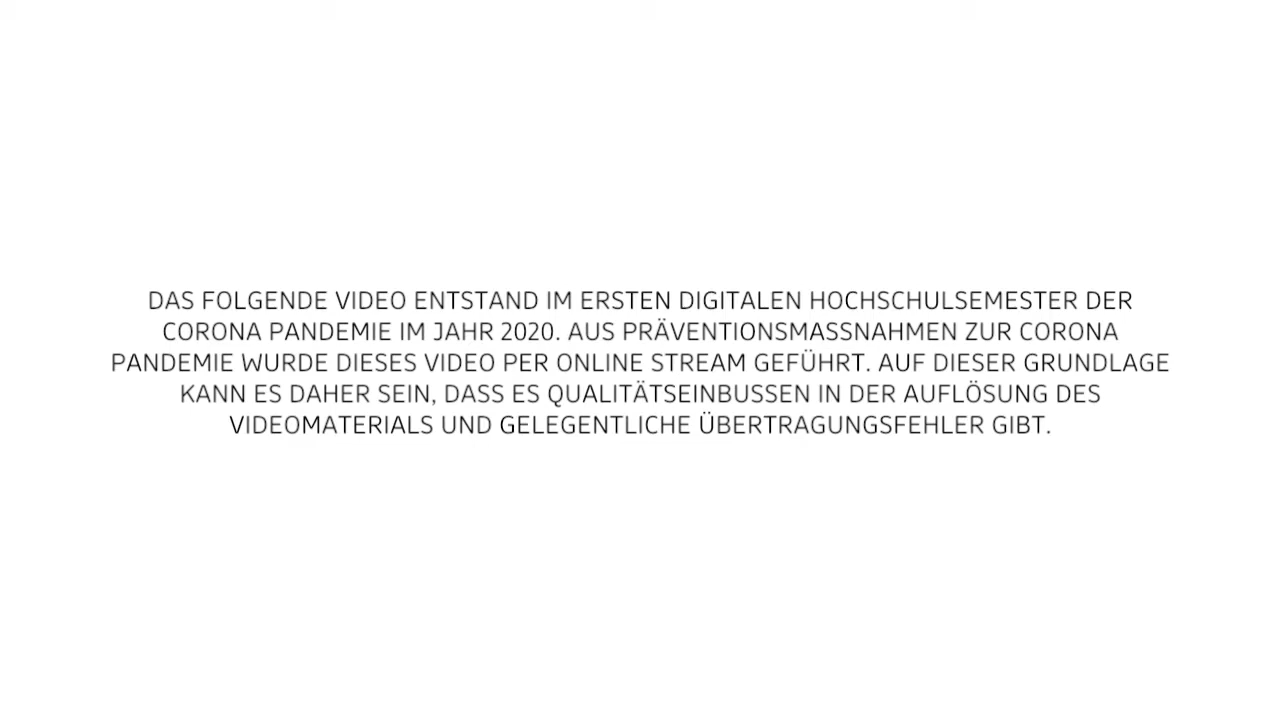 DAS FOLGENDE VIDEO ENTSTAND IM ERSTEN DIGITALEN HOCHSCHULSEMESTER DER
CORONA PANDEMIE IM JAHR 2020. AUS PRÄVENTIONSMASSNAHMEN ZUR CORONA
PANDEMIE WURDE DIESES VIDEO PER ONLINE STREAM GEFÜHRT. AUF DIESER GRUNDLAGE
KANN ES DAHER SEIN, DASS ES QUALITÄTSEINBUSSEN IN DER AUFLÖSUNG DES
VIDEOMATERIALS UND GELEGENTLICHE ÜBERTRAGUNGSFEHLER GIBT.